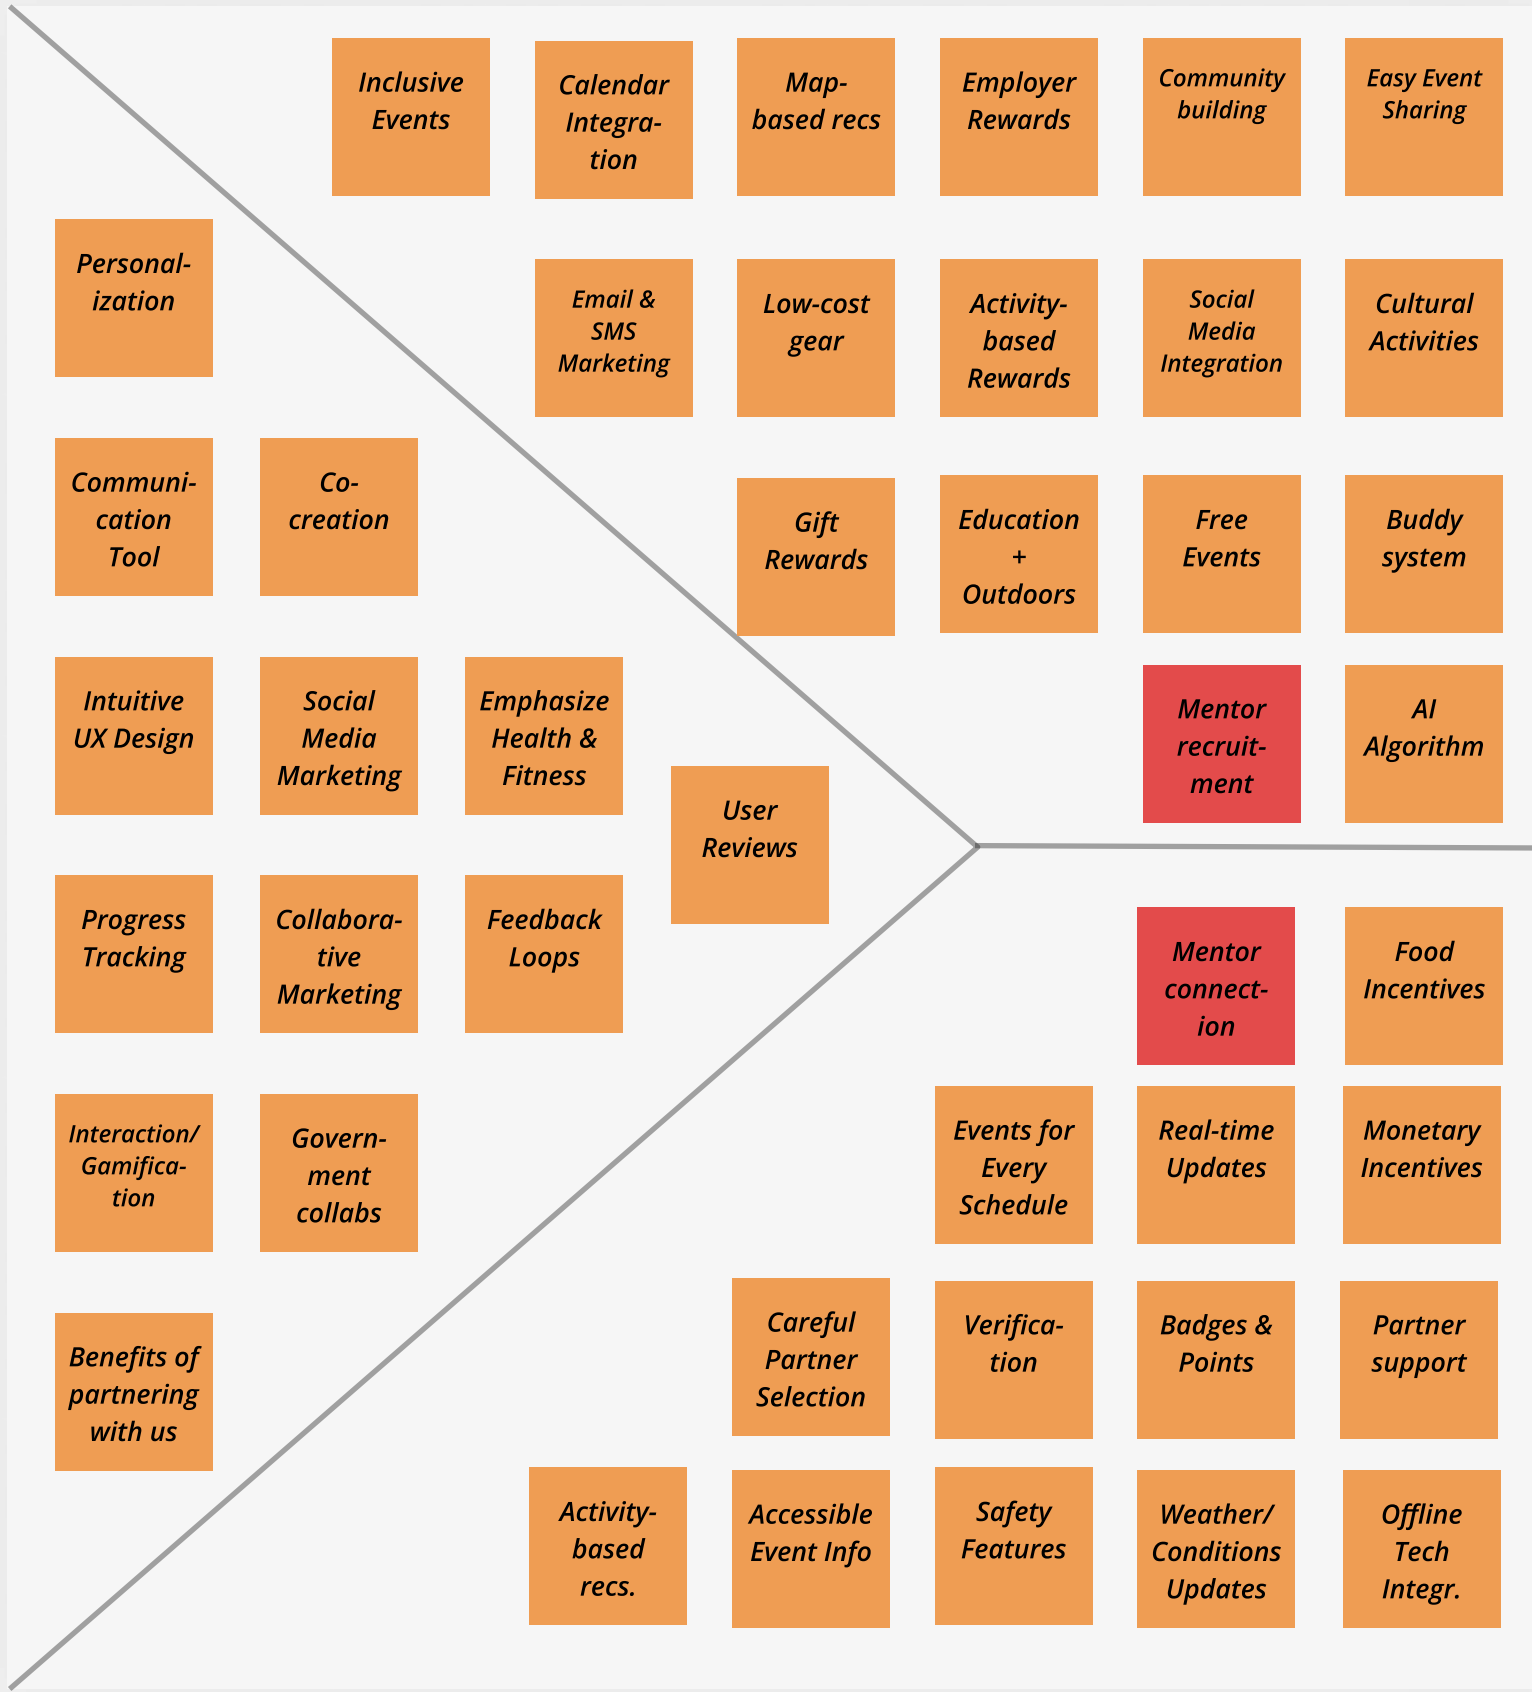 Inclusive
Events
Calendar
Integra-
tion
Map-
based recs
Employer
Rewards
Community
building
Easy Event
Sharing
Personal-
ization
Email &
SMS
Marketing
Low-cost
gear
Activity-
based
Rewards
Social
Media
Integration
Cultural
Activities
Communi-
cation
Tool
Co-
creation
Gift
Rewards
Education
+
Outdoors
Free
Events
Buddy
system
Intuitive
UX Design
Social
Media
Marketing
Emphasize
Health &
Fitness
User
Reviews
Mentor
recruit-
ment
AI
Algorithm
Progress
Tracking
Collabora-
tive
Marketing
Feedback
Loops
Mentor
connect-
ion
Food
Incentives
Interaction/
Gamifica-
tion
Govern-
ment
collabs
Events for
Every
Schedule
Real-time
Updates
Monetary
Incentives
Benefits of
partnering
with us
Careful
Partner
Selection
Verifica-
tion
Badges &
Points
Partner
support
Activity-
based
recs.
Accessible
Event Info
Safety
Features
Weather/
Conditions
Updates
Offline
Tech
Integr.